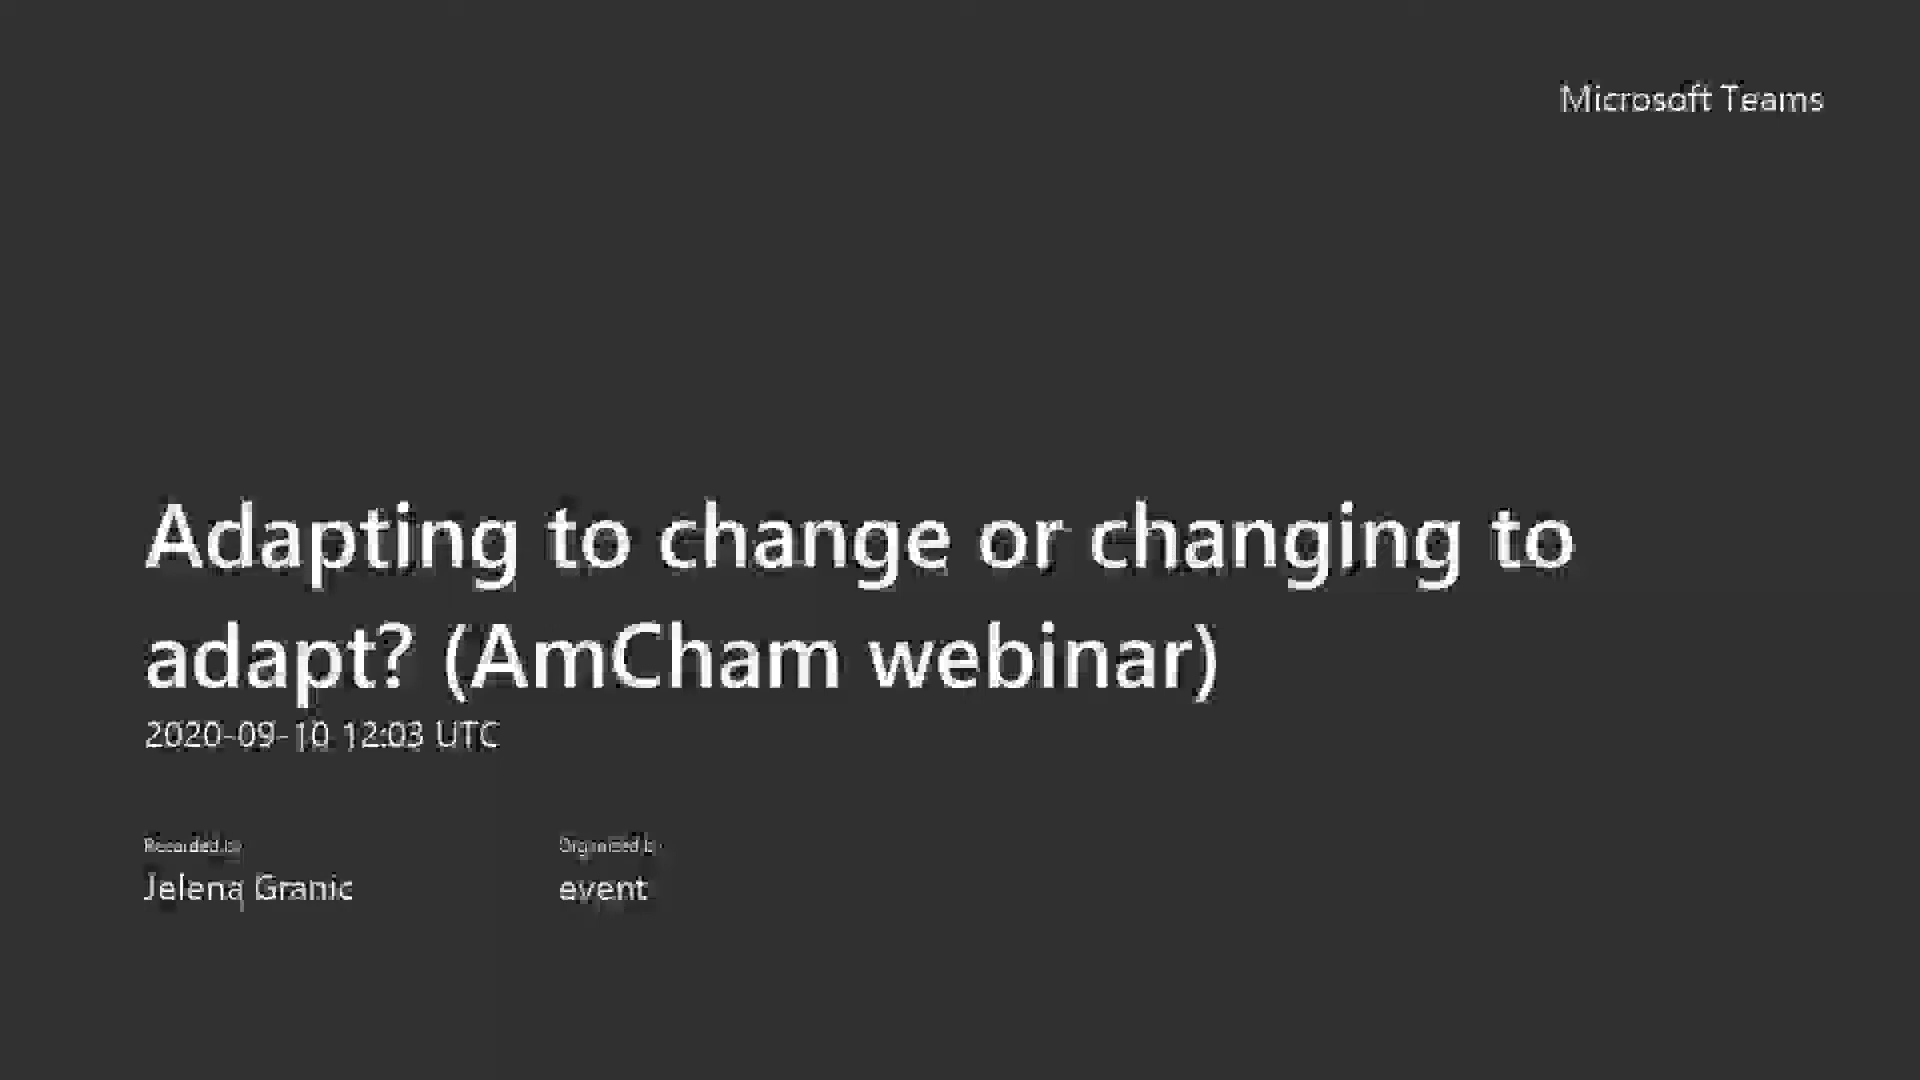 Microsoft Teams
Adapting to change or changing to
adapt? (AmCham webinar)
2020-09-10 12:03 UTC
Recorded by
Organized by
Jelena Granic
event